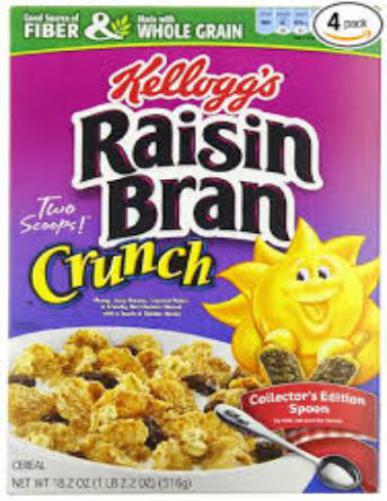 Good Source of
FIBER &
Made with
WHOLE GRAIN
4 pack
Kellogg's
Raisin
Bran
Two
Scoops!
Crunch
Collector's Edition
Spoon
CEREAL
NET WT 18.2 OZ (1 LB 2.2 OZ) (516g)